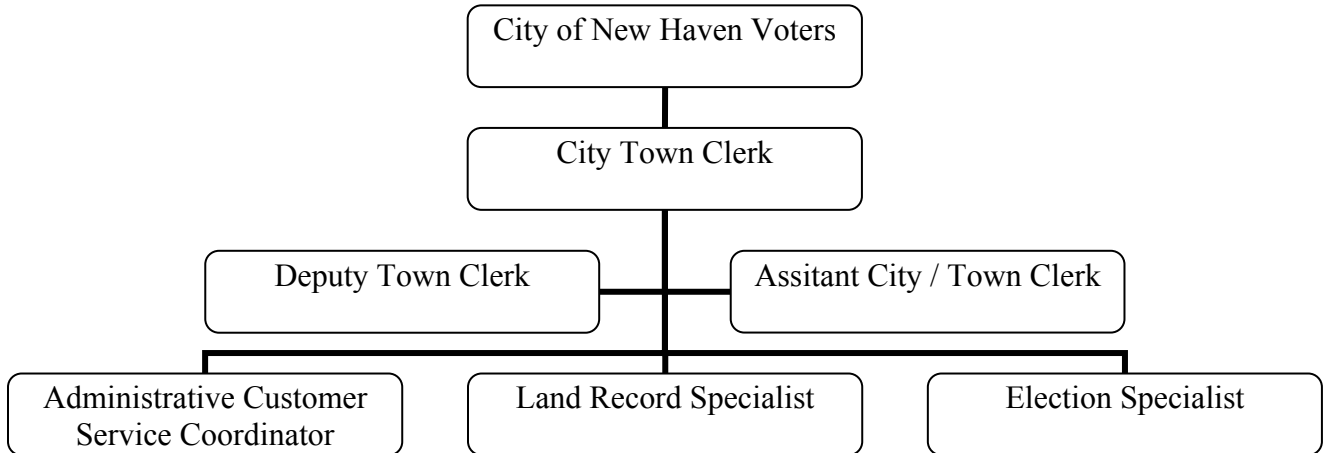 City of New Haven Voters
City Town Clerk
Deputy Town Clerk
Assitant City / Town Clerk
Administrative Customer
Service Coordinator
Land Record Specialist
Election Specialist